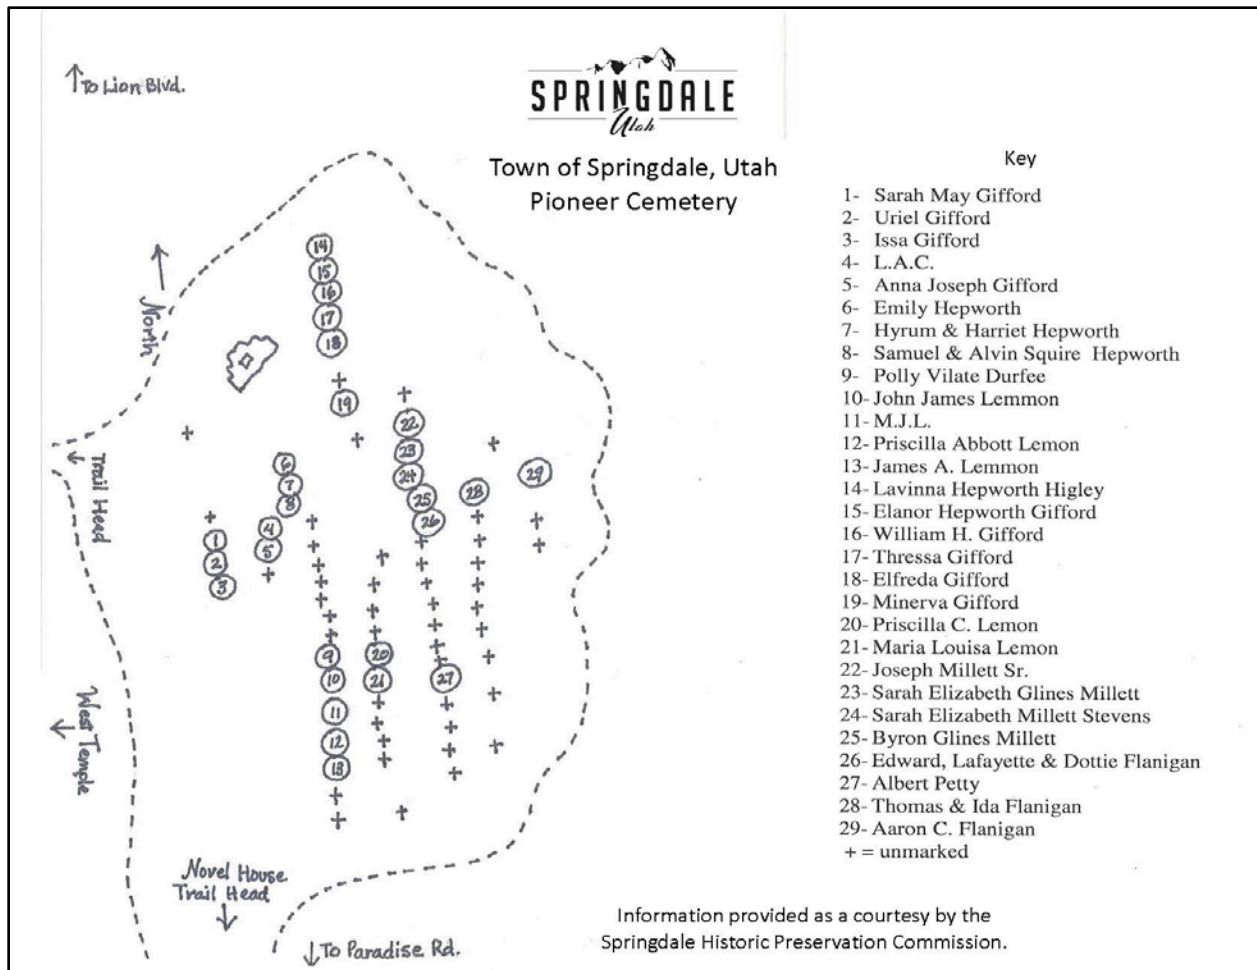 ↑ To Lion Blvd.
SPRINGDALE
Utah
Town of Springdale, Utah
Pioneer Cemetery
North
Trail Head
West Temple
14
15
16
17
18
19
22
23
24
25
26
28
29
6
7
8
4
5
1
2
3
9
10
11
12
13
20
21
27
Novel House
Trail Head
↓ To Paradise Rd.
Key
1- Sarah May Gifford
2- Uriel Gifford
3- Issa Gifford
4- L.A.C.
5- Anna Joseph Gifford
6- Emily Hepworth
7- Hyrum & Harriet Hepworth
8- Samuel & Alvin Squire Hepworth
9- Polly Vilate Durfee
10- John James Lemmon
11- M.J.L.
12- Priscilla Abbott Lemon
13- James A. Lemmon
14- Lavinna Hepworth Higley
15- Elanor Hepworth Gifford
16- William H. Gifford
17- Thressa Gifford
18- Elfreda Gifford
19- Minerva Gifford
20- Priscilla C. Lemon
21- Maria Louisa Lemon
22- Joseph Millett Sr.
23- Sarah Elizabeth Glines Millett
24- Sarah Elizabeth Millett Stevens
25- Byron Glines Millett
26- Edward, Lafayette & Dottie Flanigan
27- Albert Petty
28- Thomas & Ida Flanigan
29- Aaron C. Flanigan
+ = unmarked
Information provided as a courtesy by the
Springdale Historic Preservation Commission.